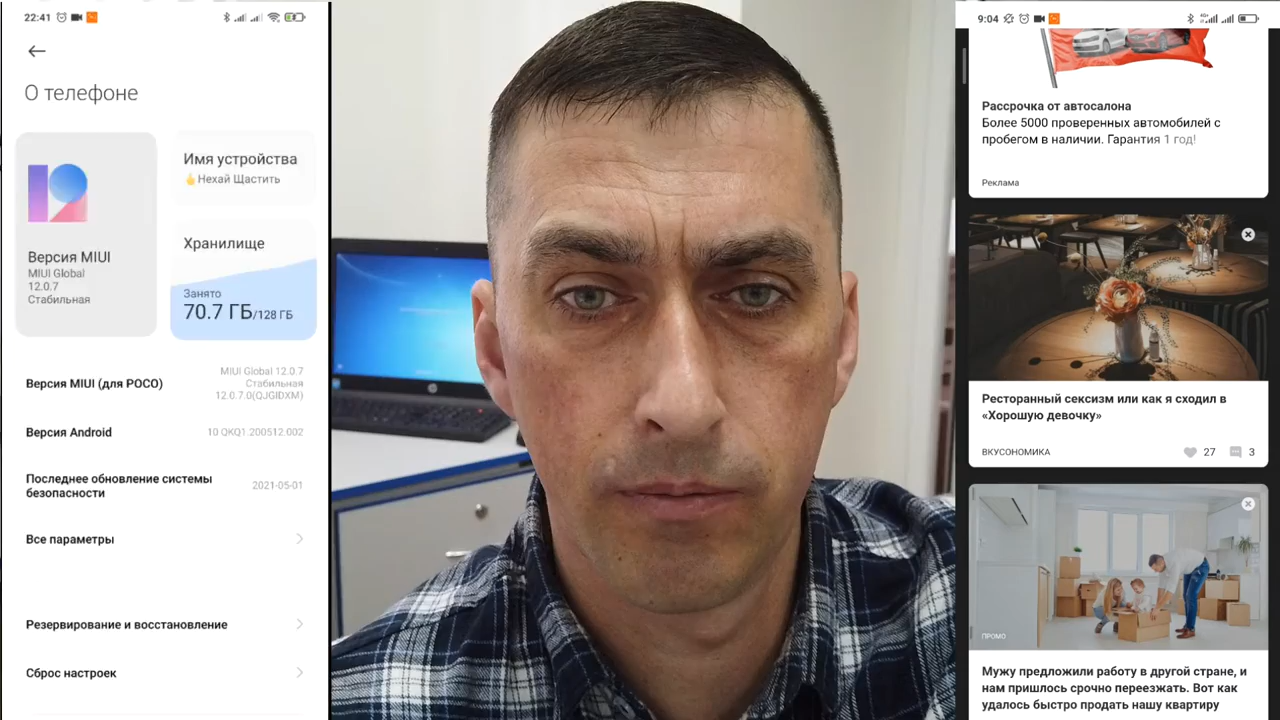 22:41
О телефоне
Версия MIUI
MIUI Global
12.0.7
Стабильная
Имя устройства
👆Нехай Щастить
Хранилище
Занято
70.7 ГБ/128 ГБ
Версия MIUI (для POCO)
MIUI Global 12.0.7
Стабильная
12.0.7.0(QJGIDXM)
Версия Android
10 QKQ1.200512.002
Последнее обновление системы
безопасности
2021-05-01
Все параметры
Резервирование и восстановление
Сброс настроек
9:04
Рассрочка от автосалона
Более 5000 проверенных автомобилей с
пробегом в наличии. Гарантия 1 год!
Реклама
Ресторанный сексизм или как я сходил в
«Хорошую девочку»
ВКУСОНОМИКА
27
3
ПРОМО
Мужу предложили работу в другой стране, и
нам пришлось срочно переезжать. Вот как
удалось быстро продать нашу квартиру